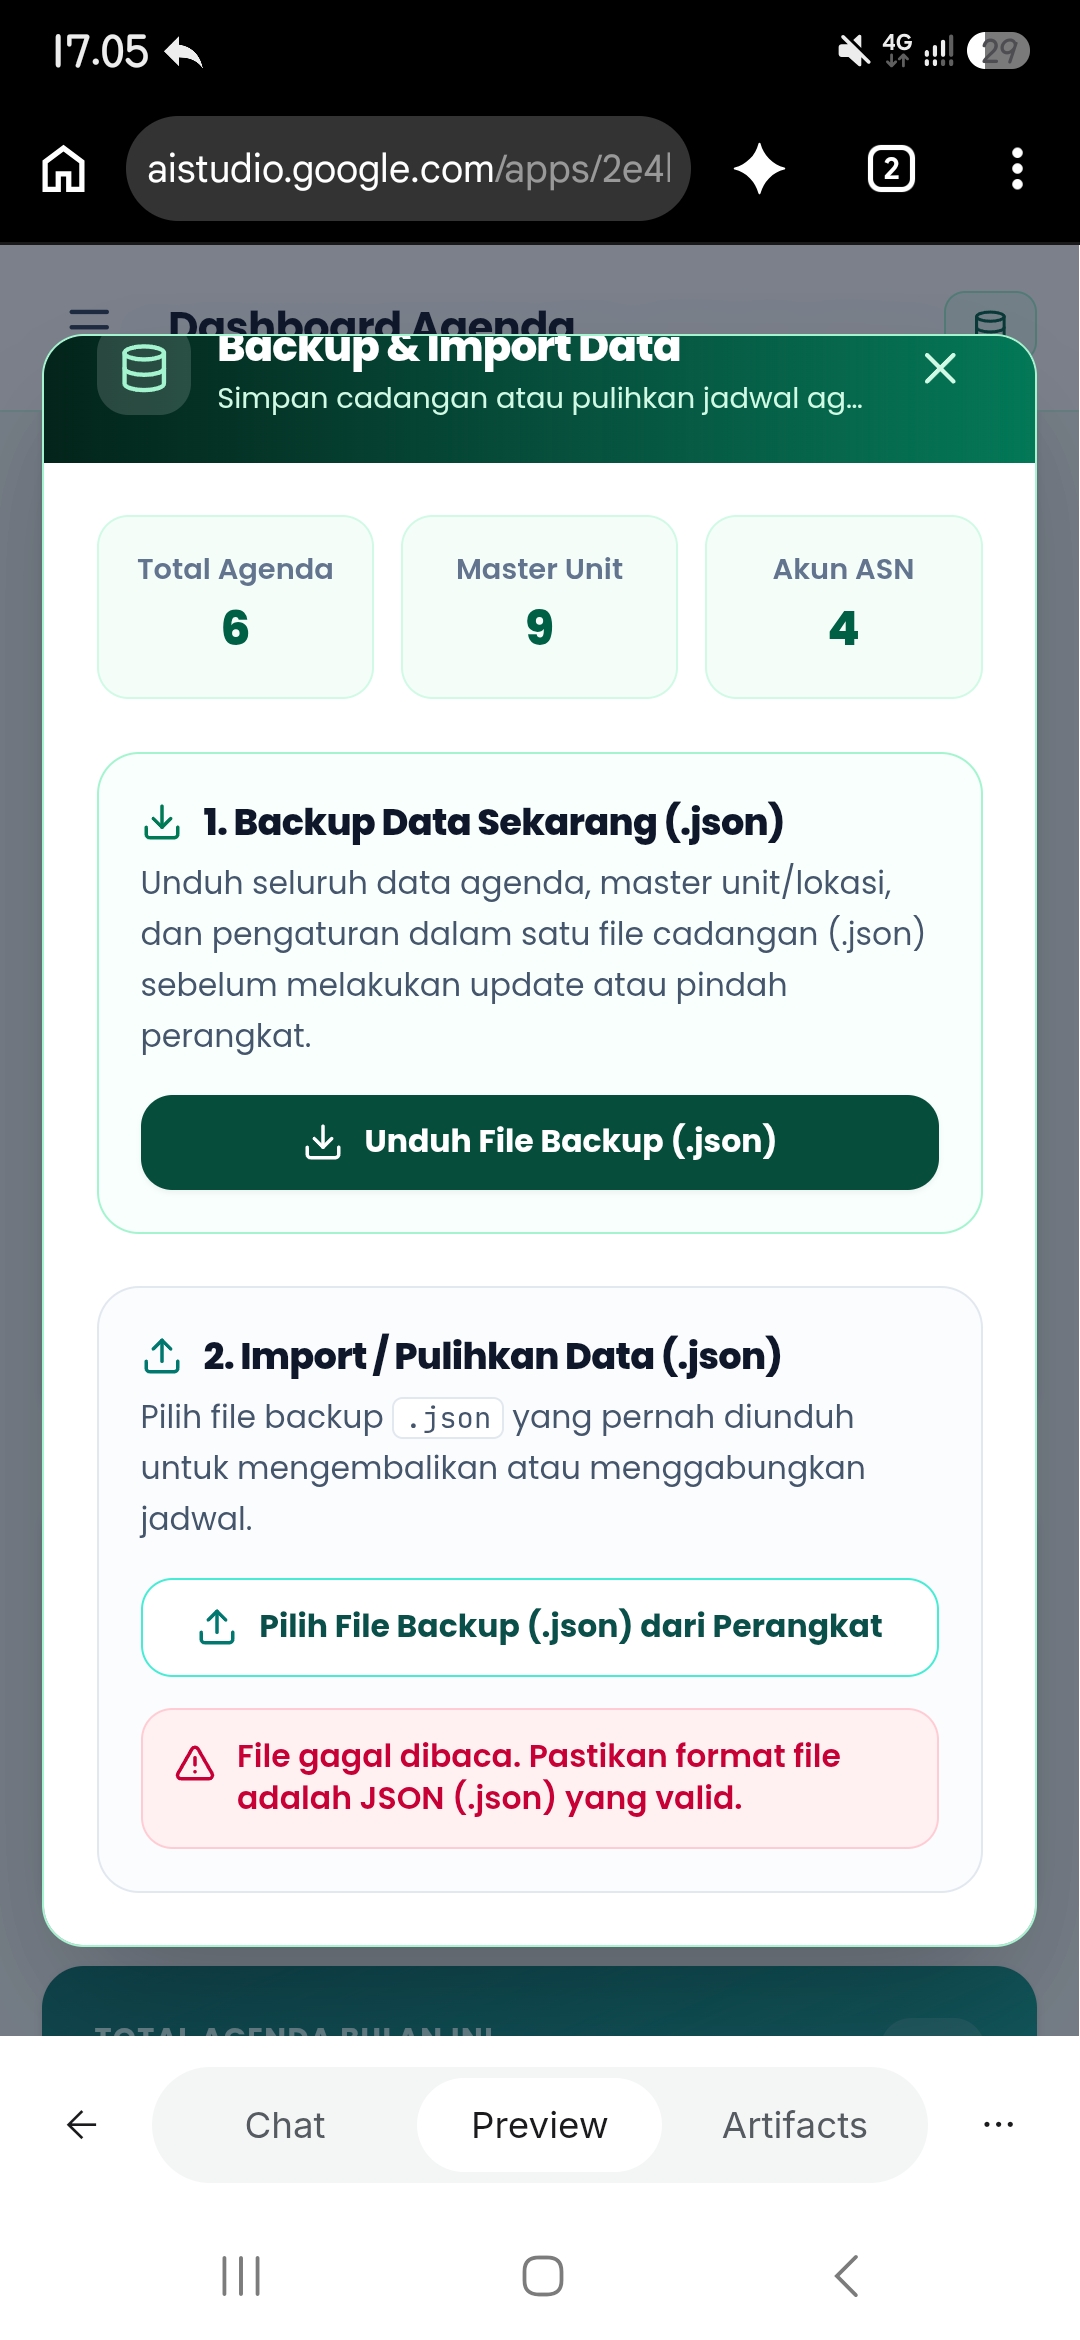 17.05
4G
29
aistudio.google.com/apps/2e4
2
Dashboard Agenda
Backup & Import Data
Simpan cadangan atau pulihkan jadwal ag...
Total Agenda
6
Master Unit
9
Akun ASN
4
1. Backup Data Sekarang (.json)
Unduh seluruh data agenda, master unit/lokasi,
dan pengaturan dalam satu file cadangan (.json)
sebelum melakukan update atau pindah
perangkat.
Unduh File Backup (.json)
2. Import / Pulihkan Data (.json)
Pilih file backup .json yang pernah diunduh
untuk mengembalikan atau menggabungkan
jadwal.
Pilih File Backup (.json) dari Perangkat
File gagal dibaca. Pastikan format file
adalah JSON (.json) yang valid.
TOTAL AGENDA BULAN INI
Chat
Preview
Artifacts